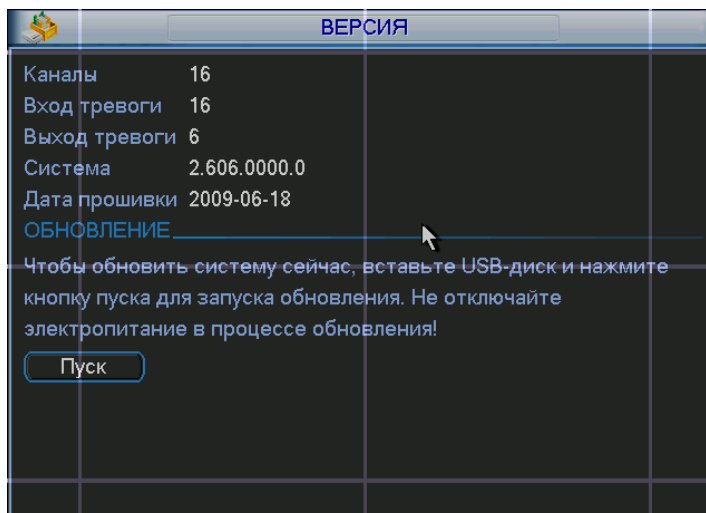 ВЕРСИЯ
Каналы 16
Вход тревоги 16
Выход тревоги 6
Система 2.606.0000.0
Дата прошивки 2009-06-18
ОБНОВЛЕНИЕ
Чтобы обновить систему сейчас, вставьте USB-диск и нажмите
кнопку пуска для запуска обновления. Не отключайте
электропитание в процессе обновления!
Пуск